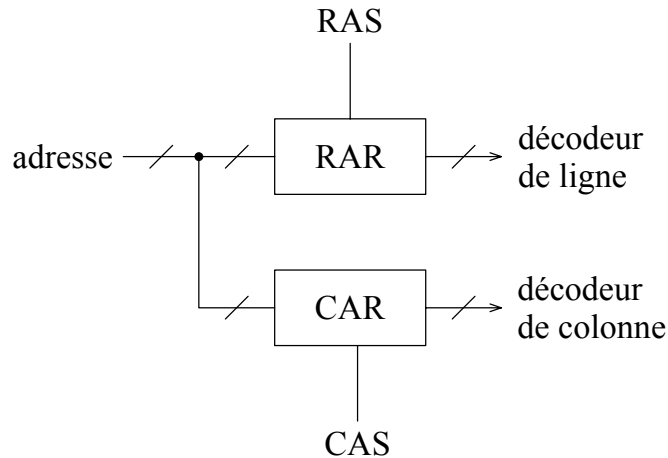 RAS
adresse
RAR
décodeur
de ligne
CAR
décodeur
de colonne
CAS